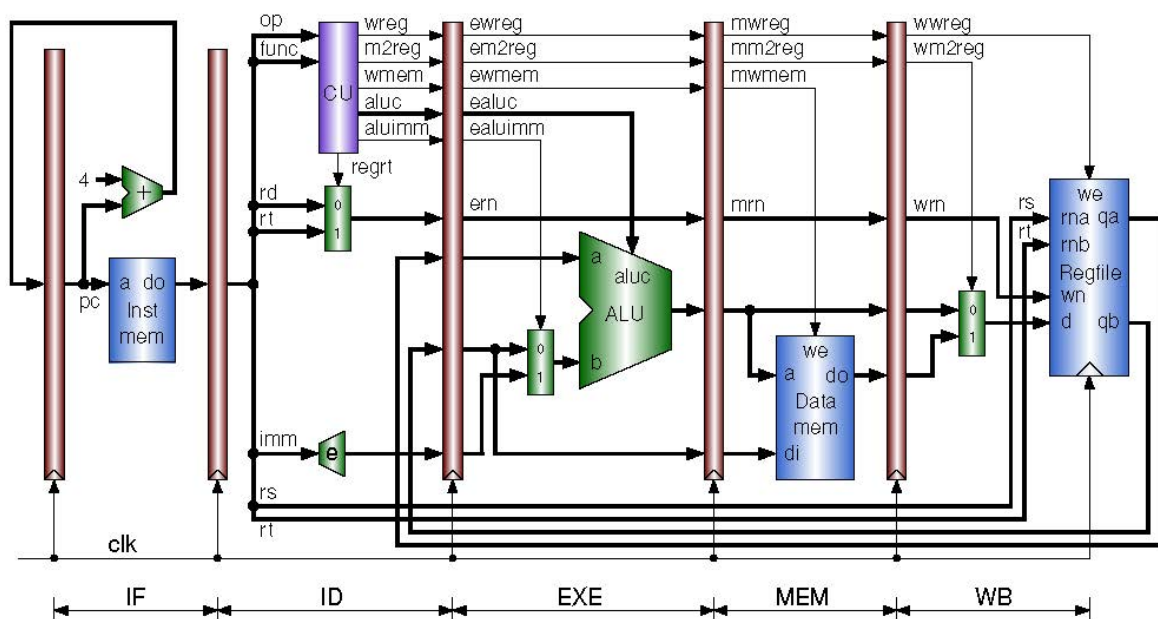 op wreg ewreg mwreg wwreg
func m2reg em2reg mm2reg wm2reg
wmem ewmem mwmem
CU
aluc ealuc
aluimm ealuimm
regrt
4 +
rd 0 ern mrn wrn rs we
rt 1 rt rna qa
rnb
a do a aluc Regfile
pc Inst ALU 0 wn
mem 1 d qb
0 b we
1 a do
Data
mem
imm e di
rs
rt
clk
IF ID EXE MEM WB